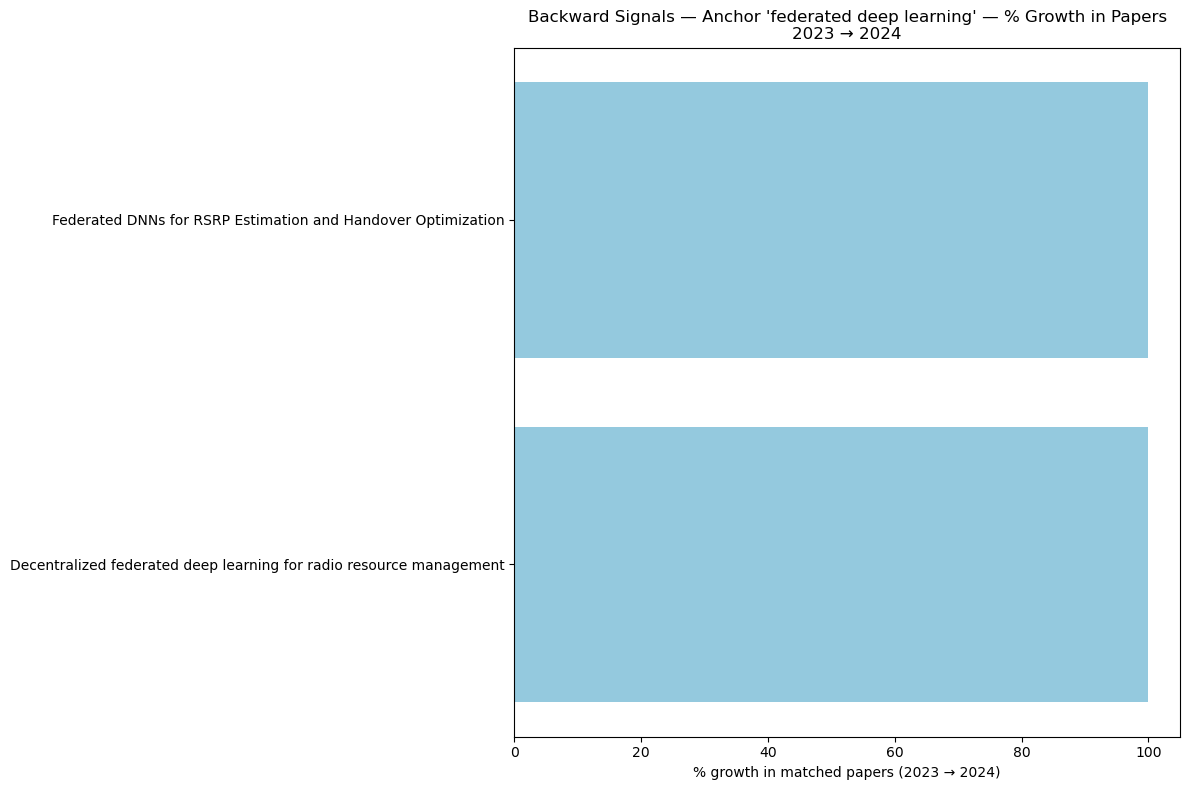 Backward Signals — Anchor 'federated deep learning' — % Growth in Papers
2023 → 2024
Federated DNNs for RSRP Estimation and Handover Optimization
Decentralized federated deep learning for radio resource management
0 20 40 60 80 100
% growth in matched papers (2023 → 2024)